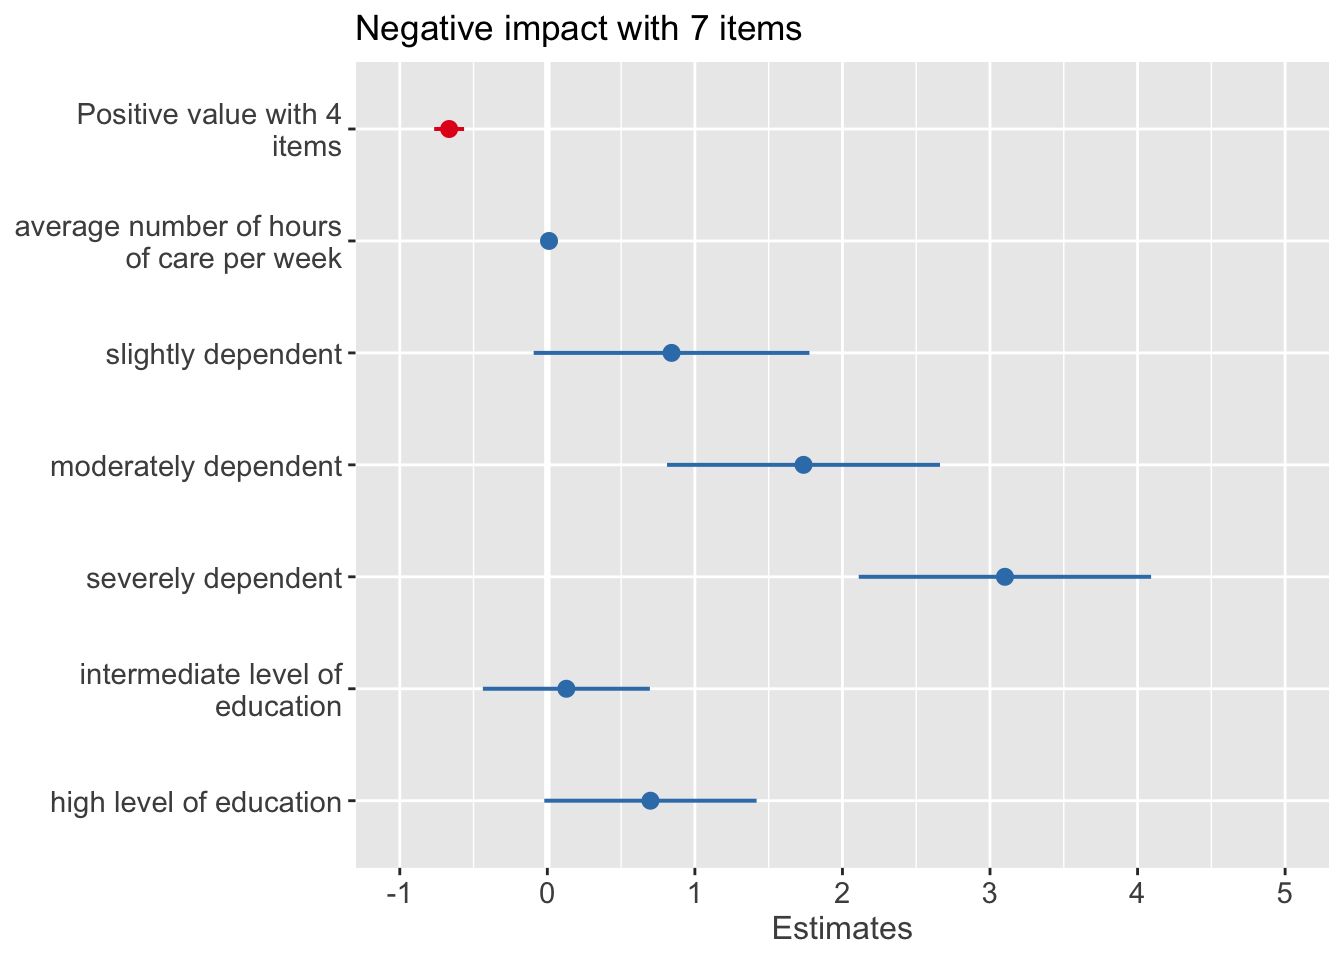 Negative impact with 7 items
Positive value with 4
items
average number of hours
of care per week
slightly dependent
moderately dependent
severely dependent
intermediate level of
education
high level of education
-1 0 1 2 3 4 5
Estimates